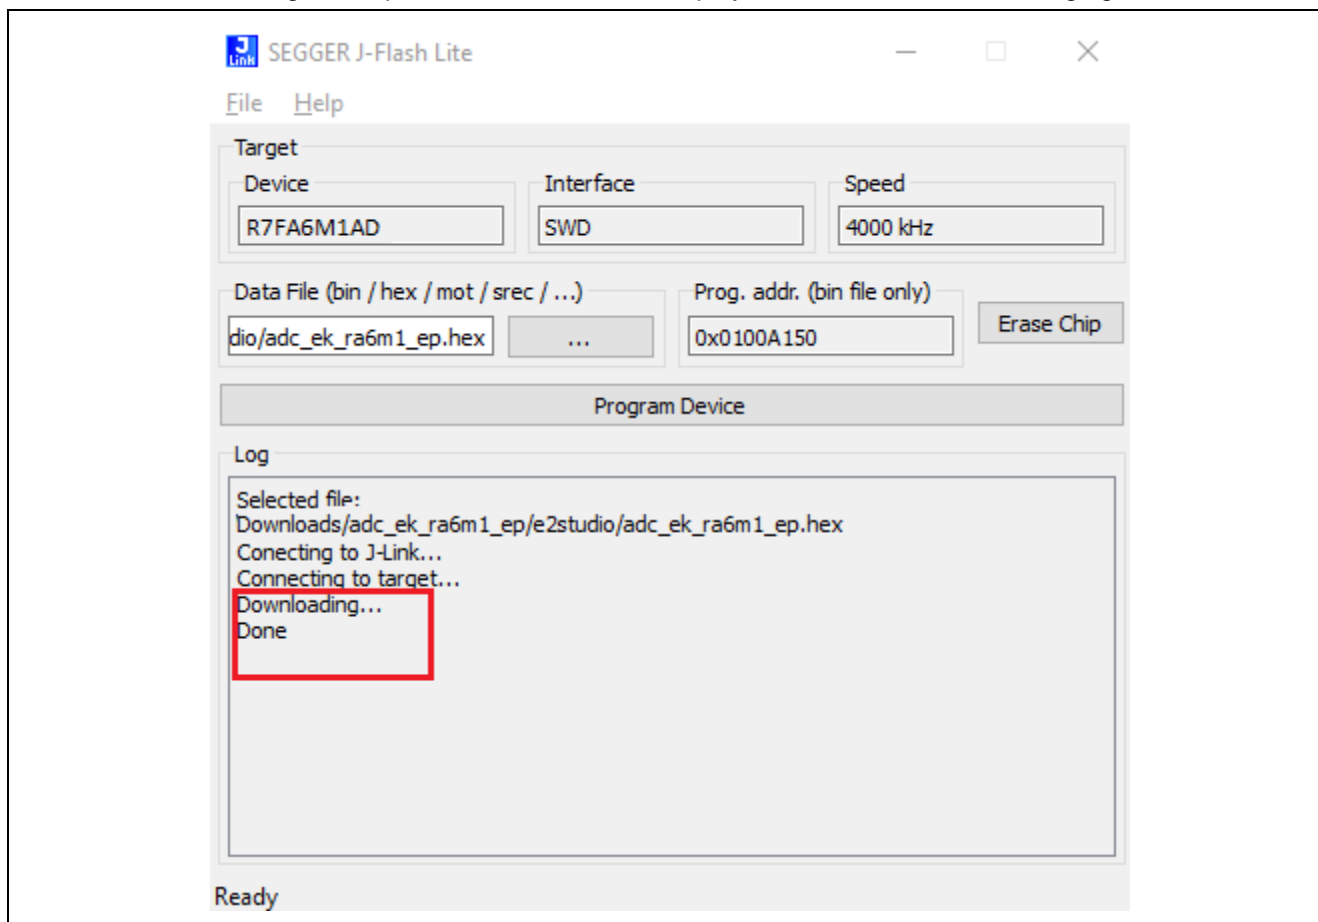 J
Link
SEGGER J-Flash Lite
File Help
Target
Device Interface Speed
R7FA6M1AD SWD 4000 kHz
Data File (bin / hex / mot / srec / ...) Prog. addr. (bin file only)
dio/adc_ek_ra6m1_ep.hex ... 0x0100A150 Erase Chip
Program Device
Log
Selected file:
Downloads/adc_ek_ra6m1_ep/e2studio/adc_ek_ra6m1_ep.hex
Conecting to J-Link...
Connecting to target...
Downloading...
Done
Ready